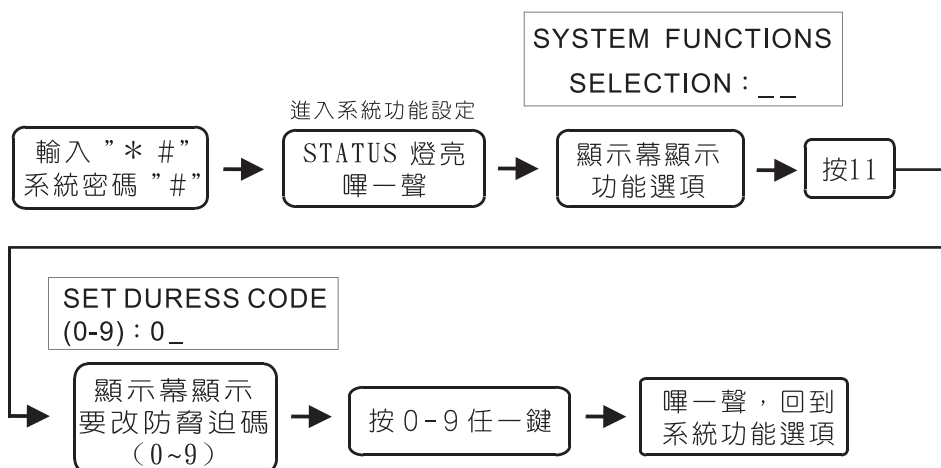 SYSTEM FUNCTIONS
SELECTION：_ _
進入系統功能設定
輸入 ”＊ #”
系統密碼 ”#”
STATUS 燈亮
嗶一聲
顯示幕顯示
功能選項
按11
SET DURESS CODE
(0-9)：0_
顯示幕顯示
要改防脅迫碼
（0~9）
按0-9任一鍵
嗶一聲，回到
系統功能選項